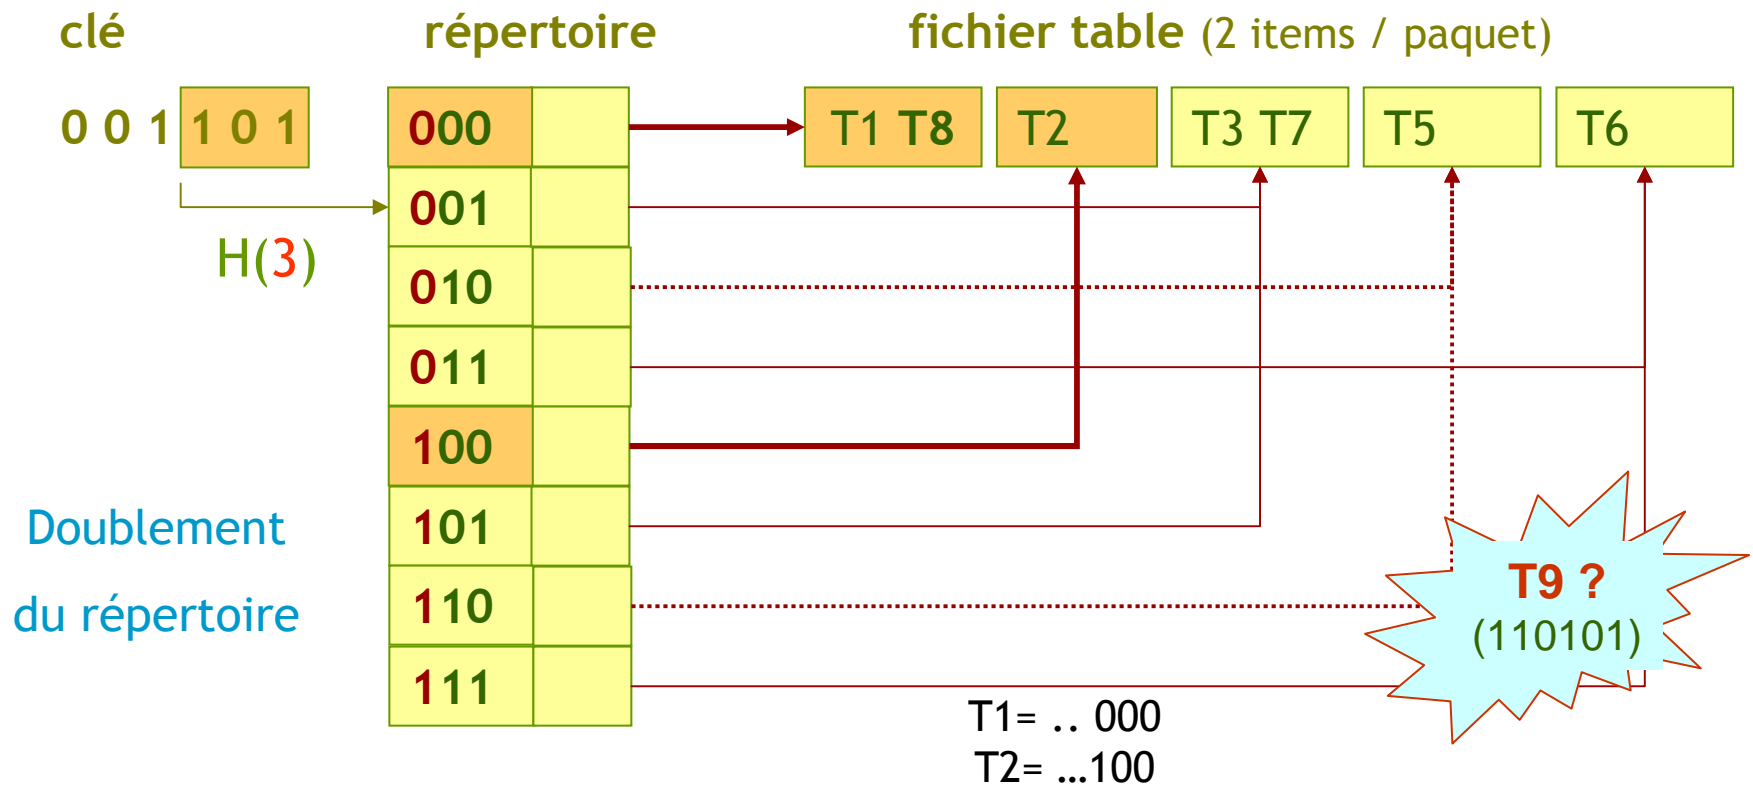 clé répertoire fichier table (2 items / paquet)
0 0 1 1 0 1 000 T1 T8 T2 T3 T7 T5 T6
001
H(3)
010
011
100
Doublement 101
T9 ?
du répertoire 110
(110101)
111
T1= .. 000
T2= ...100